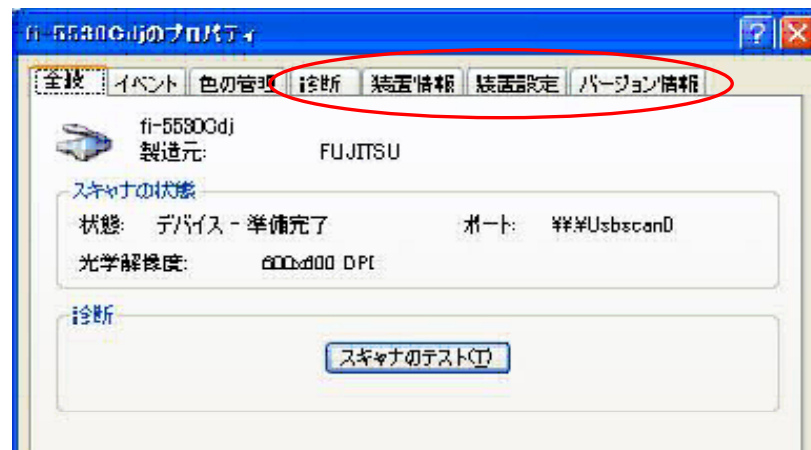 fi-5530Cdjのプロパティ
全般 イベント 色の管理 診断 装置情報 装置設定 バージョン情報
fi-5530Cdj
製造元: FUJITSU
スキャナの状態
状態: デバイス - 準備完了 ポート: ¥¥¥Usbscan0
光学解像度: 600x600 DPI
診断
スキャナのテスト(T)